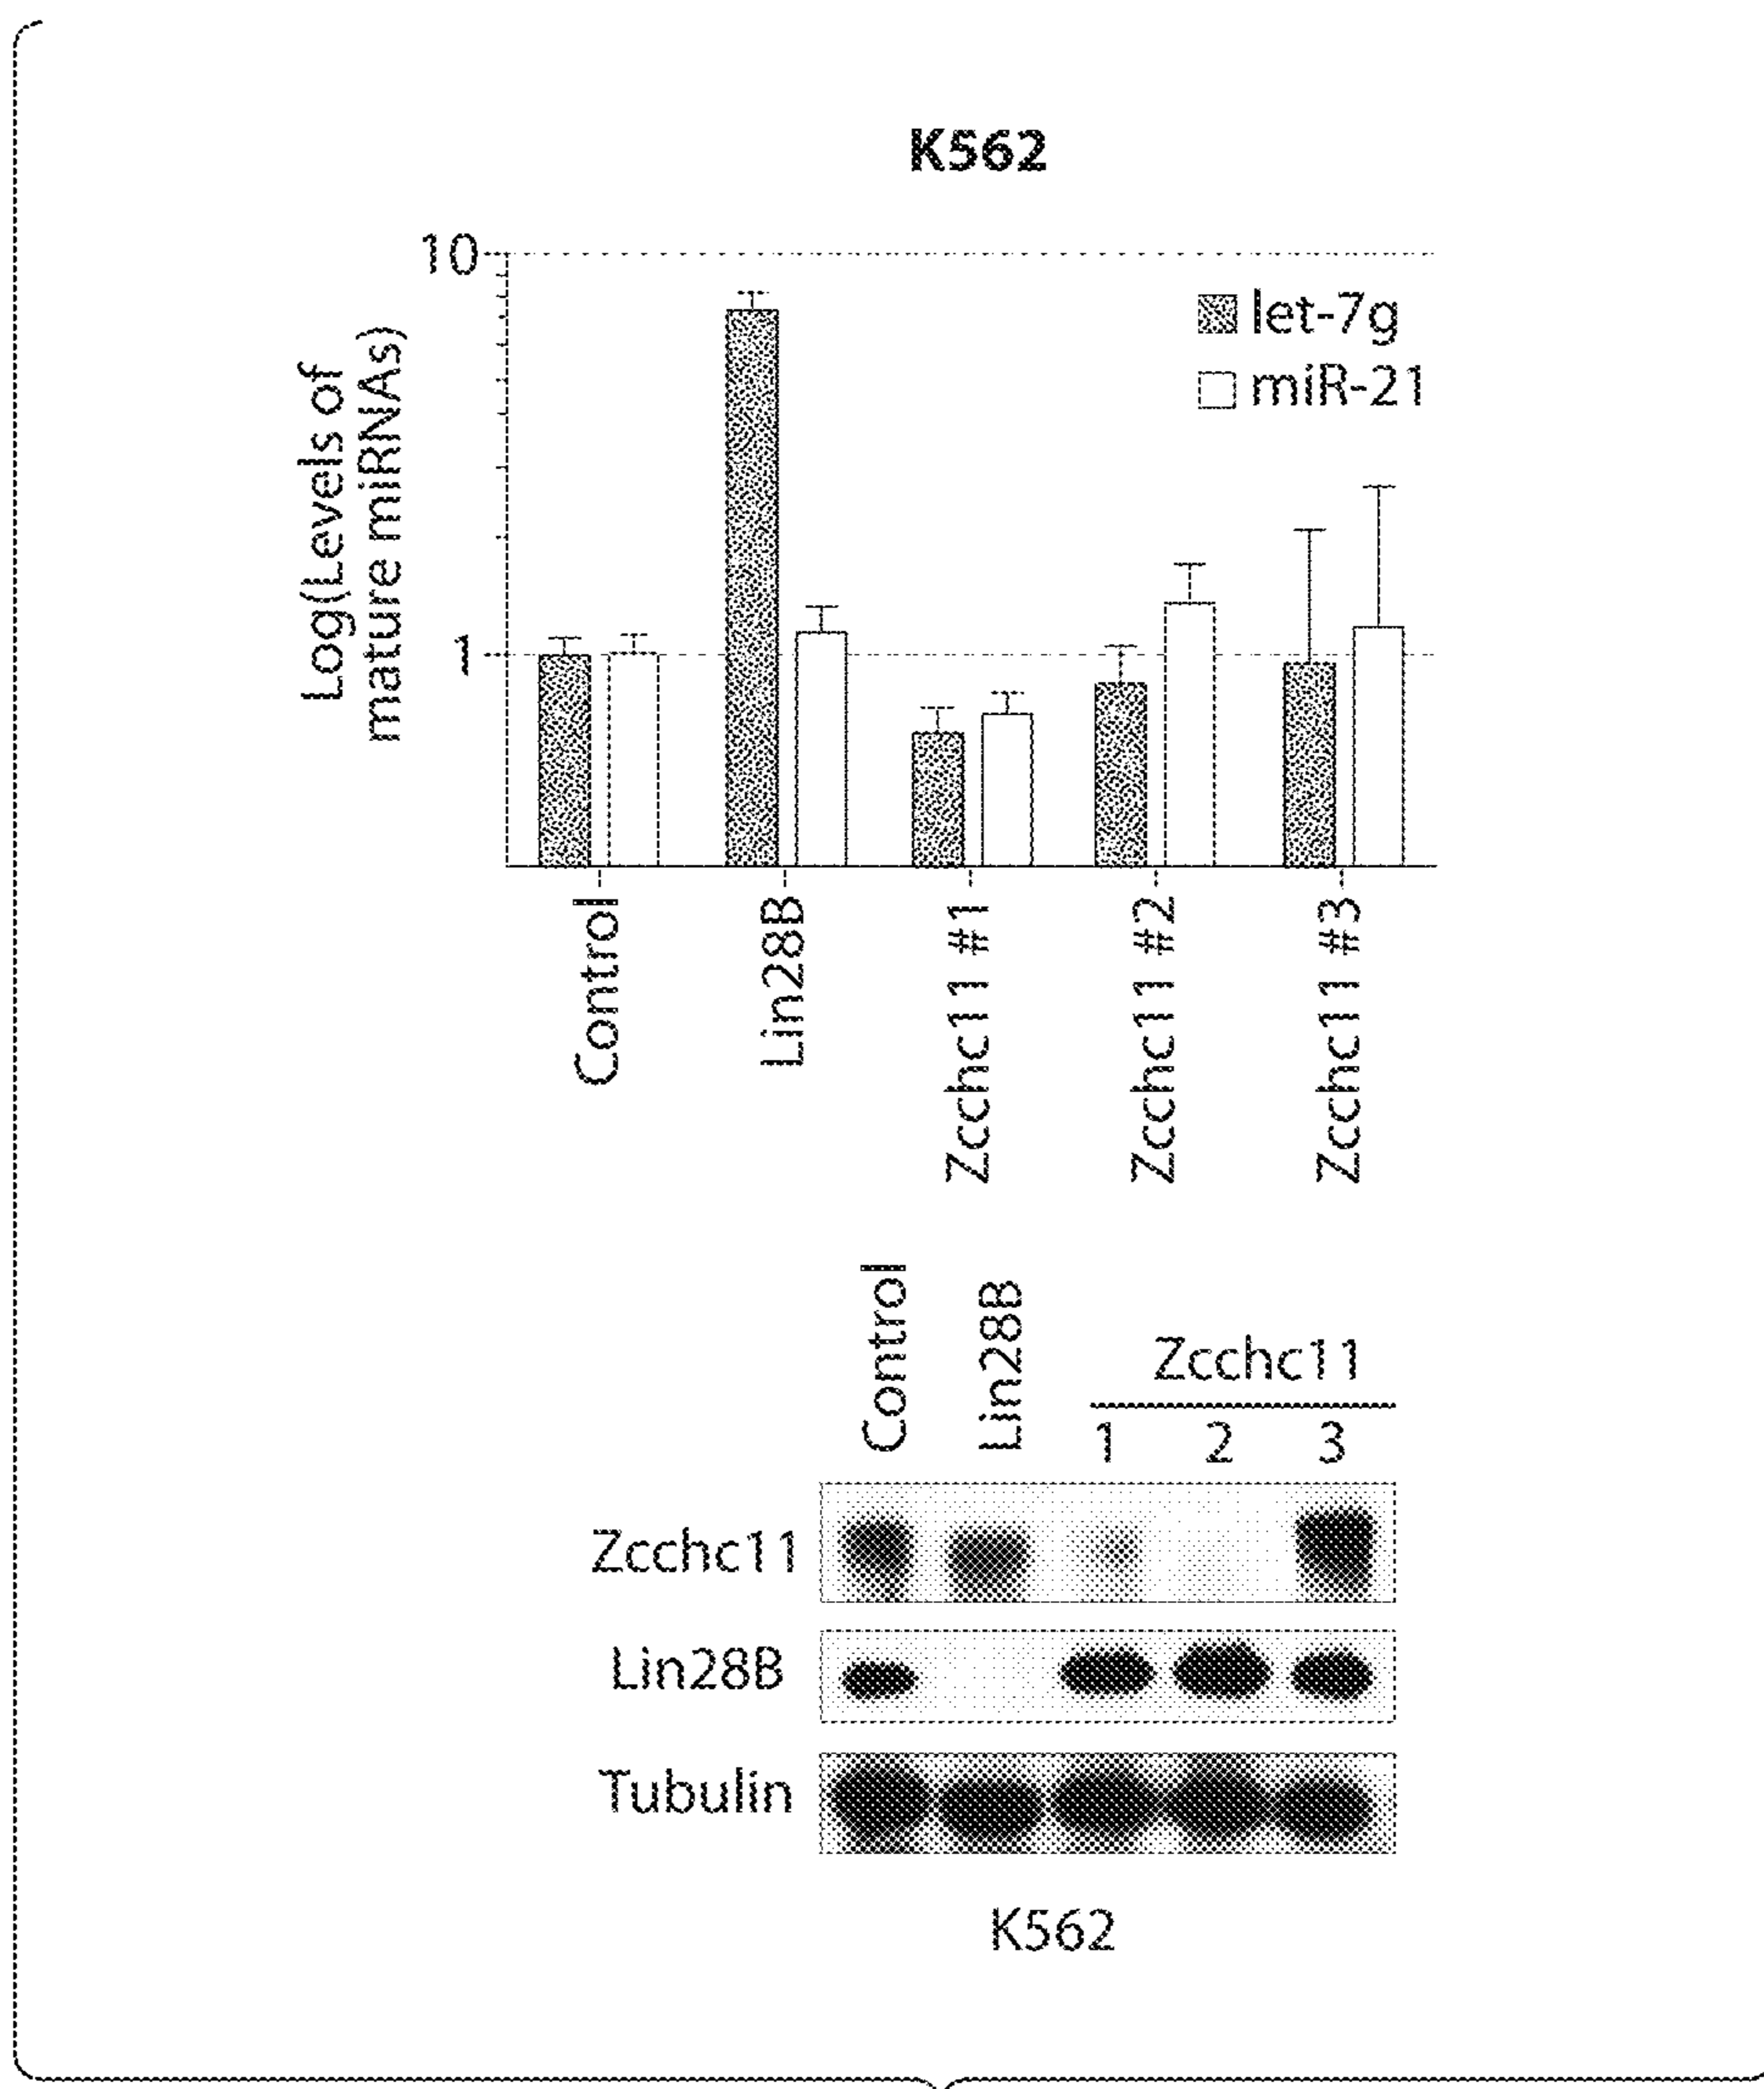 K562
10
1
Log(Levels of
mature miRNAs)
let-7g
miR-21
Control
Lin28B
Zcchc11 #1
Zcchc11 #2
Zcchc11 #3
Control
Lin28B
Zcchc11
1 2 3
Zcchc11
Lin28B
Tubulin
K562